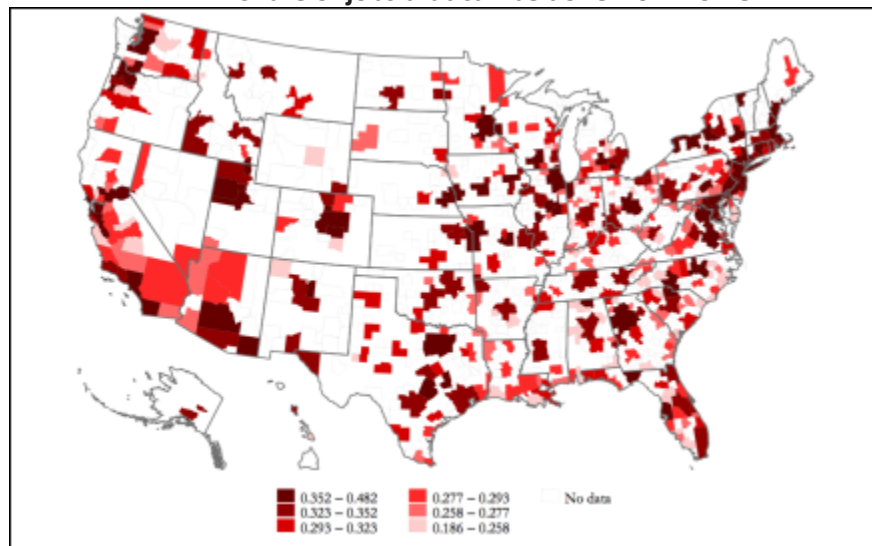 0.352 – 0.482
0.323 – 0.352
0.293 – 0.323
0.277 – 0.293
0.258 – 0.277
0.186 – 0.258
No data